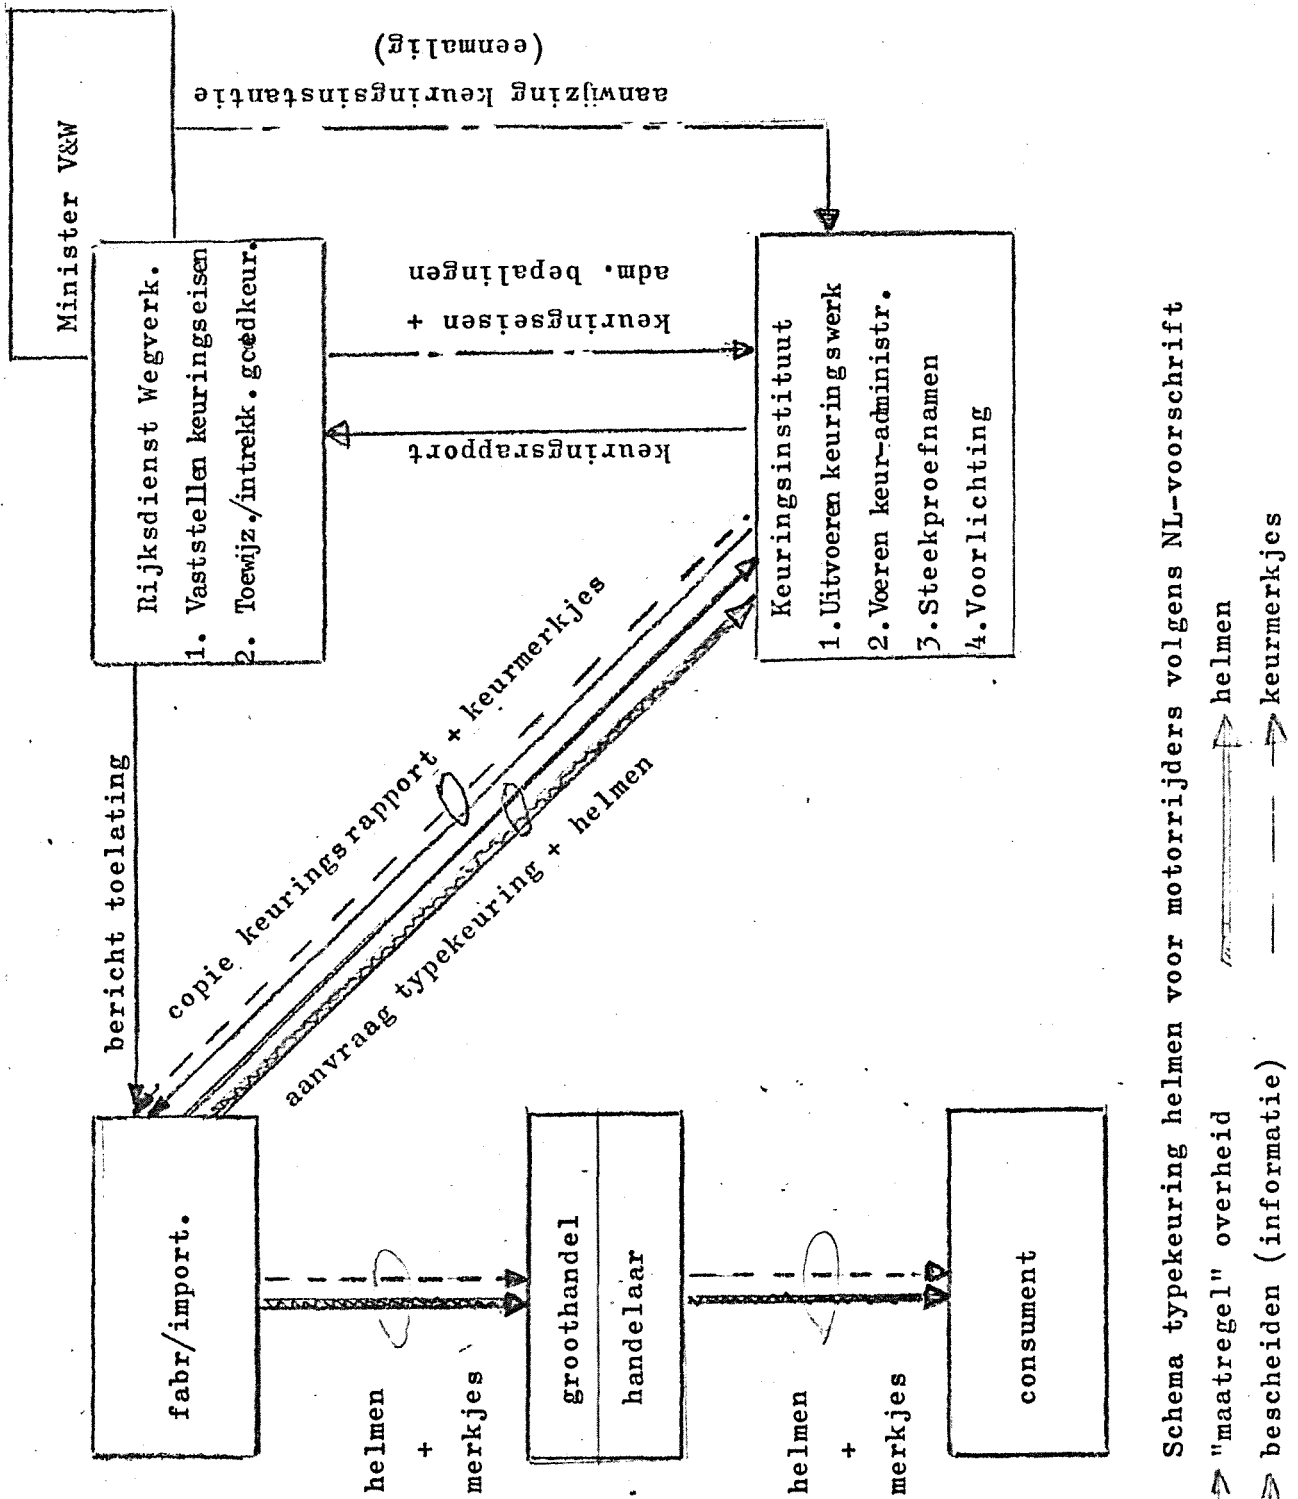 Minister V&W
aanwijzing keuringsinstantie
(eenmalig)
Rijksdienst Wegverk.
1. Vaststellen keuringseisen
2. Toewijz./intrekk.goedkeur.
keuringseisen +
adm. bepalingen
keuringsrapport
Keuringsinstituut
1.Uitvoeren keuringswerk
2.Voeren keur-administr.
3.Steekproefnamen
4.Voorlichting
bericht toelating
copie keuringsrapport + keurmerkjes
aanvraag typekeuring + helmen
fabr/import.
helmen
+
merkjes
groothandel
handelaar
helmen
+
merkjes
consument
Schema typekeuring helmen voor motorrijders volgens NL-voorschrift
"maatregel" overheid
helmen
bescheiden (informatie)
keurmerkjes